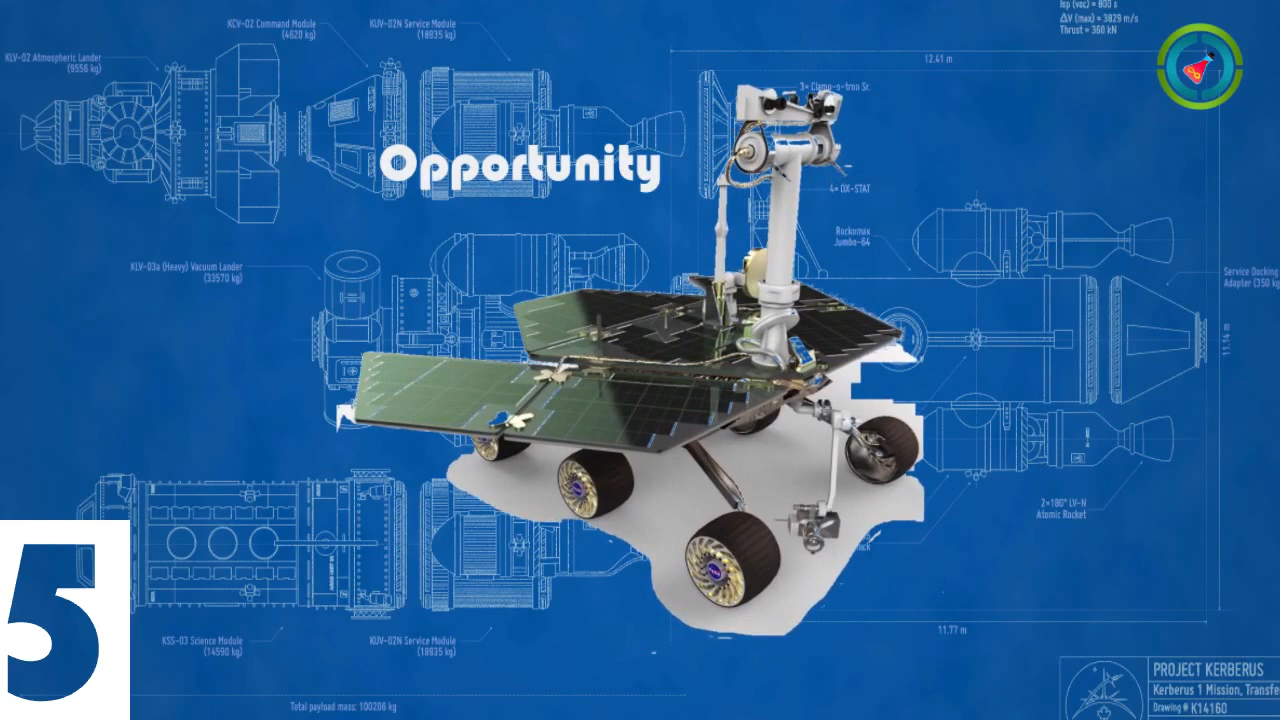 Isp (vac) = 800 s
ΔV (max) = 3829 m/s
Thrust = 360 kN
KCV-02 Command Module
(4620 kg)
KUV-02N Service Module
(18935 kg)
KLV-02 Atmospheric Lander
(9556 kg)
12.41 m
3× Clamp-o-tron Sr.
Opportunity
4× OX-STAT
Rockomax
Jumbo-64
KLV-03a (Heavy) Vacuum Lander
(33570 kg)
Service Docking
Adapter (350 kg
11.14 m
2×180° LV-N
Atomic Rocket
5
KSS-03 Science Module
(14590 kg)
KUV-02N Service Module
(18935 kg)
11.77 m
PROJECT KERBERUS
Kerberus 1 Mission, Transfe
Drawing # K14160
Total payload mass: 100206 kg